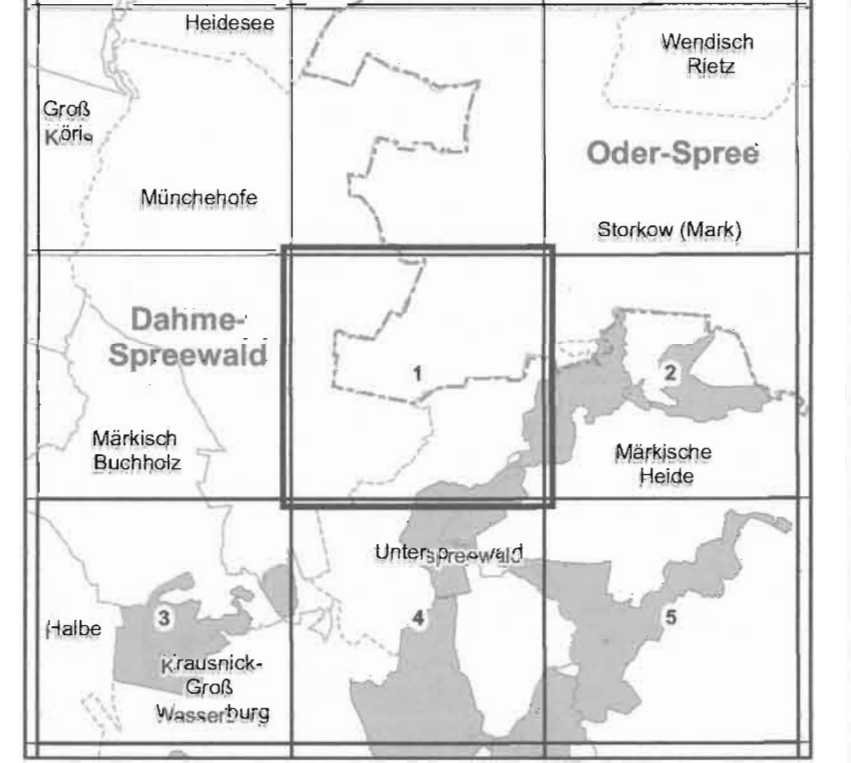 Heidesee
Wendisch
Rietz
Groß
Köris
Oder-Spree
Münchehofe
Storkow (Mark)
Dahme-
Spreewald
1
2
Märkisch
Buchholz
Märkische
Heide
Unterspreewald
3
4
5
Halbe
Krausnick-
Groß
Wasserburg